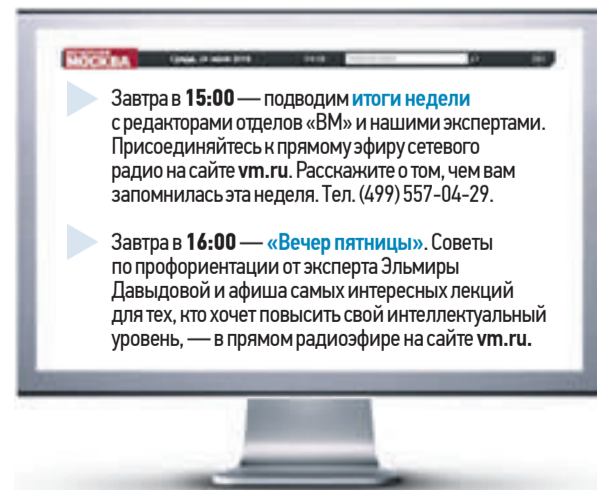 МОСКВА
Завтра в 15:00 — подводим итоги недели
с редакторами отделов «ВМ» и нашими экспертами.
Присоединяйтесь к прямому эфиру сетевого
радио на сайте vm.ru. Расскажите о том, чем вам
запомнилась эта неделя. Тел. (499) 557-04-29.
Завтра в 16:00 — «Вечер пятницы». Советы
по профориентации от эксперта Эльмиры
Давыдовой и афиша самых интересных лекций
для тех, кто хочет повысить свой интеллектуальный
уровень, — в прямом радиоэфире на сайте vm.ru.